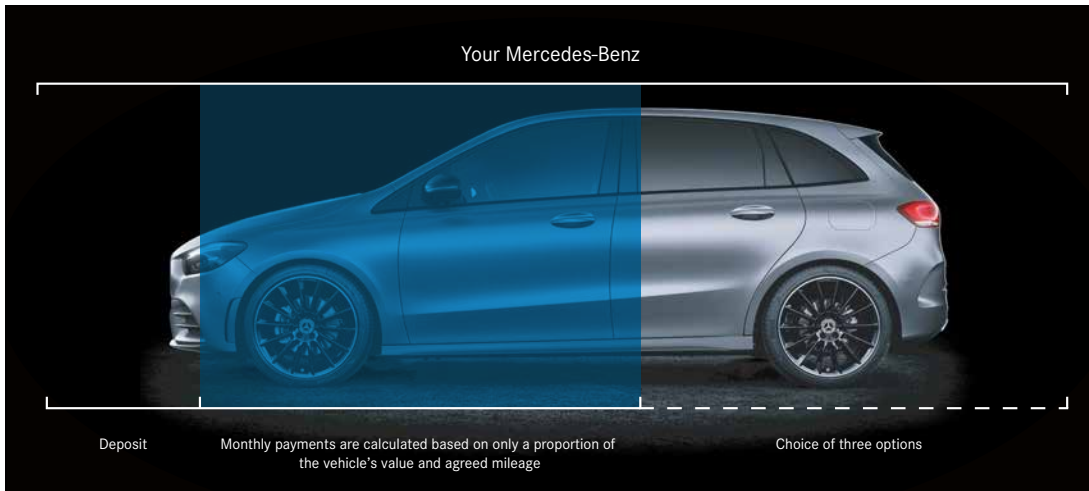 Your Mercedes-Benz
Deposit
Monthly payments are calculated based on only a proportion of
the vehicle's value and agreed mileage
Choice of three options